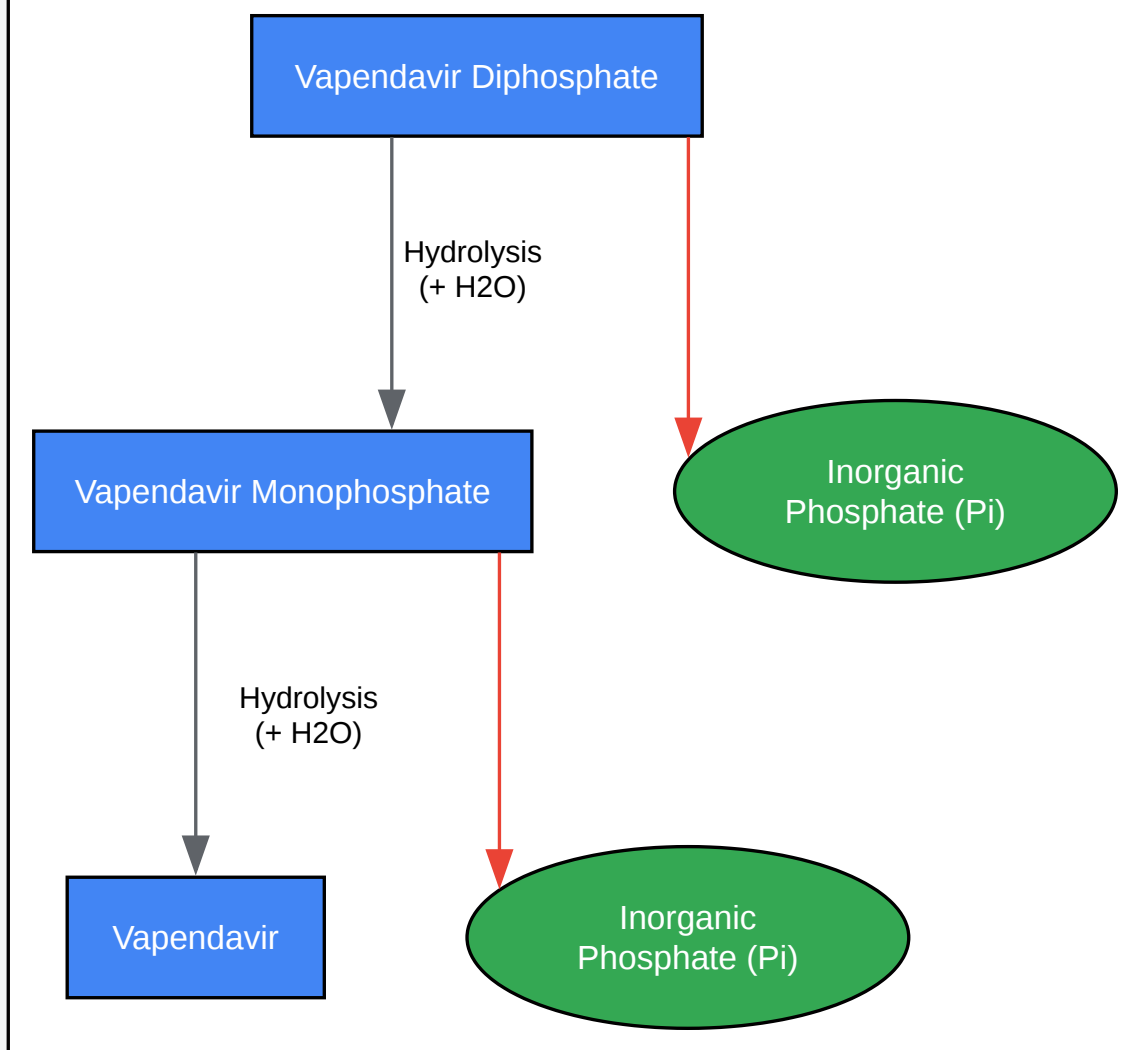 Vapendavir Diphosphate
Hydrolysis
(+ H2O)
Vapendavir Monophosphate
Inorganic
Phosphate (Pi)
Hydrolysis
(+ H2O)
Vapendavir
Inorganic
Phosphate (Pi)